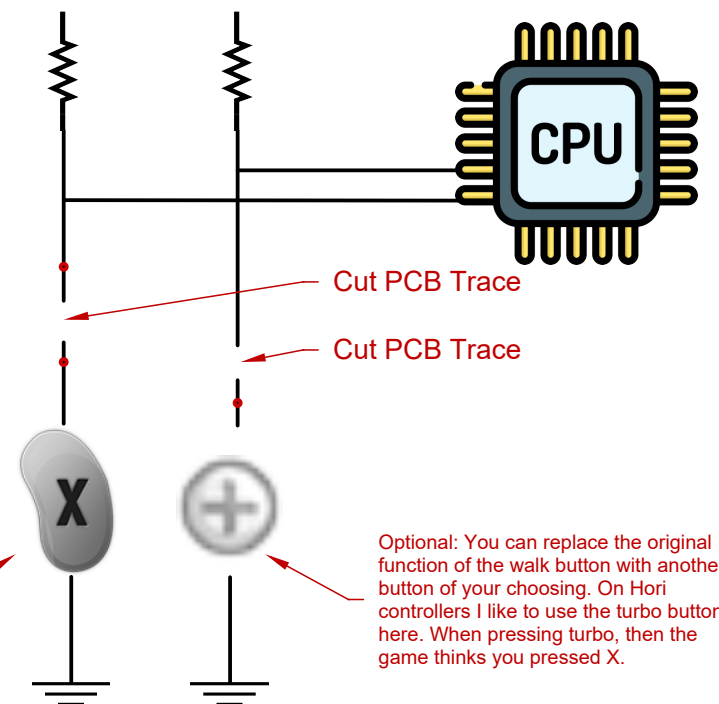 CPU
Cut PCB Trace
Cut PCB Trace
X
Optional: You can replace the original
function of the walk button with anothe
button of your choosing. On Hori
controllers I like to use the turbo button
here. When pressing turbo, then the
game thinks you pressed X.